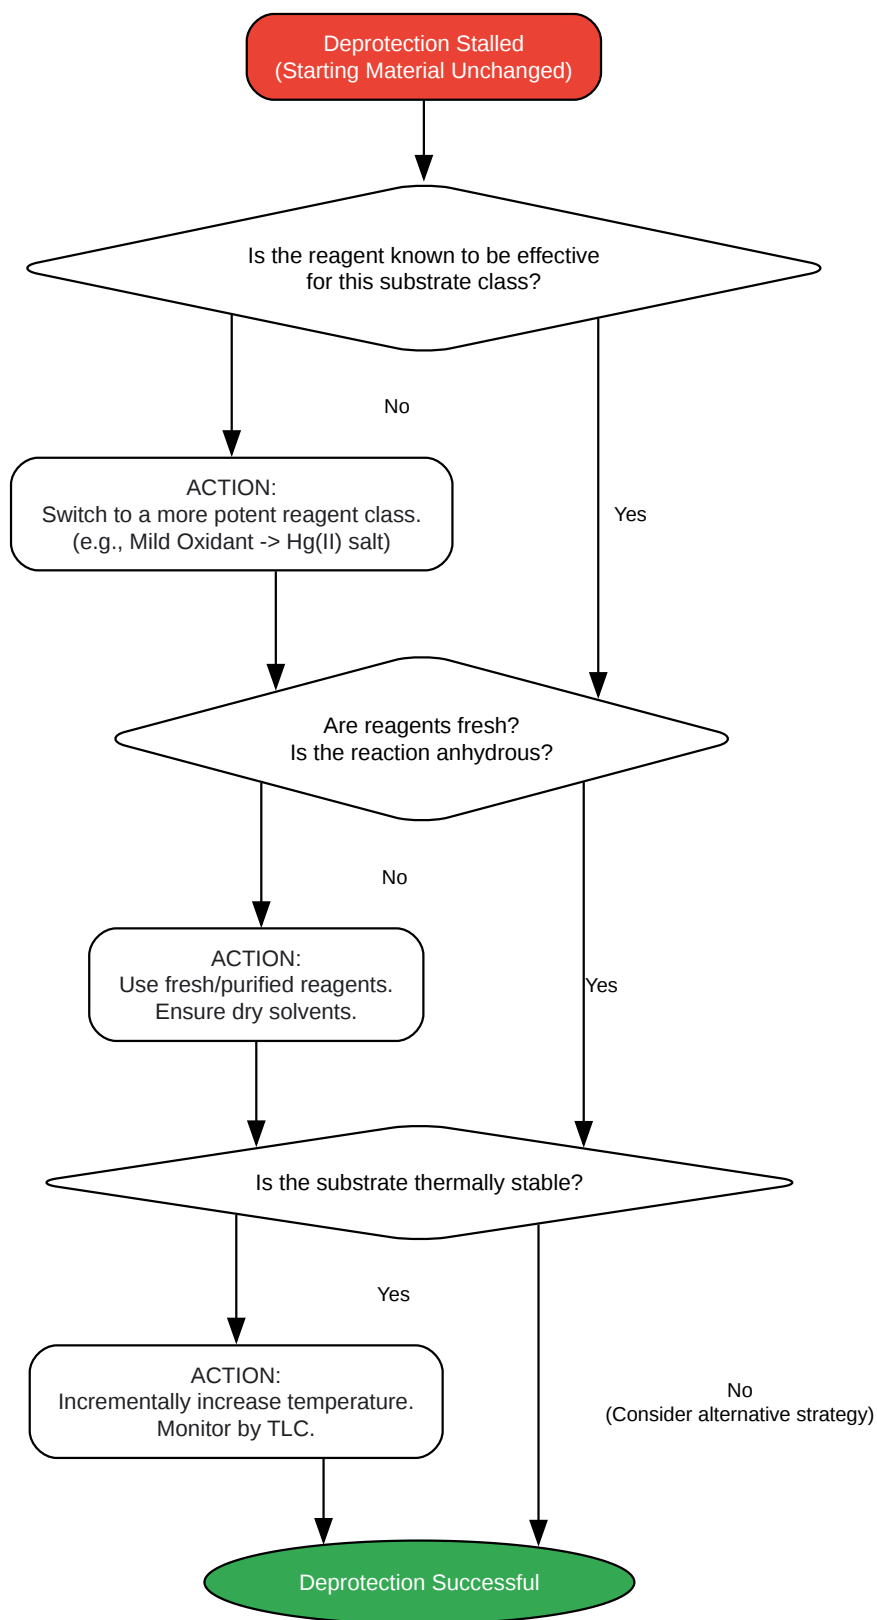 Deprotection Stalled
(Starting Material Unchanged)
Is the reagent known to be effective
for this substrate class?
No
ACTION:
Switch to a more potent reagent class.
(e.g., Mild Oxidant -> Hg(II) salt)
Yes
Are reagents fresh?
Is the reaction anhydrous?
No
ACTION:
Use fresh/purified reagents.
Ensure dry solvents.
Yes
Is the substrate thermally stable?
Yes
ACTION:
Incrementally increase temperature.
Monitor by TLC.
No
(Consider alternative strategy)
Deprotection Successful